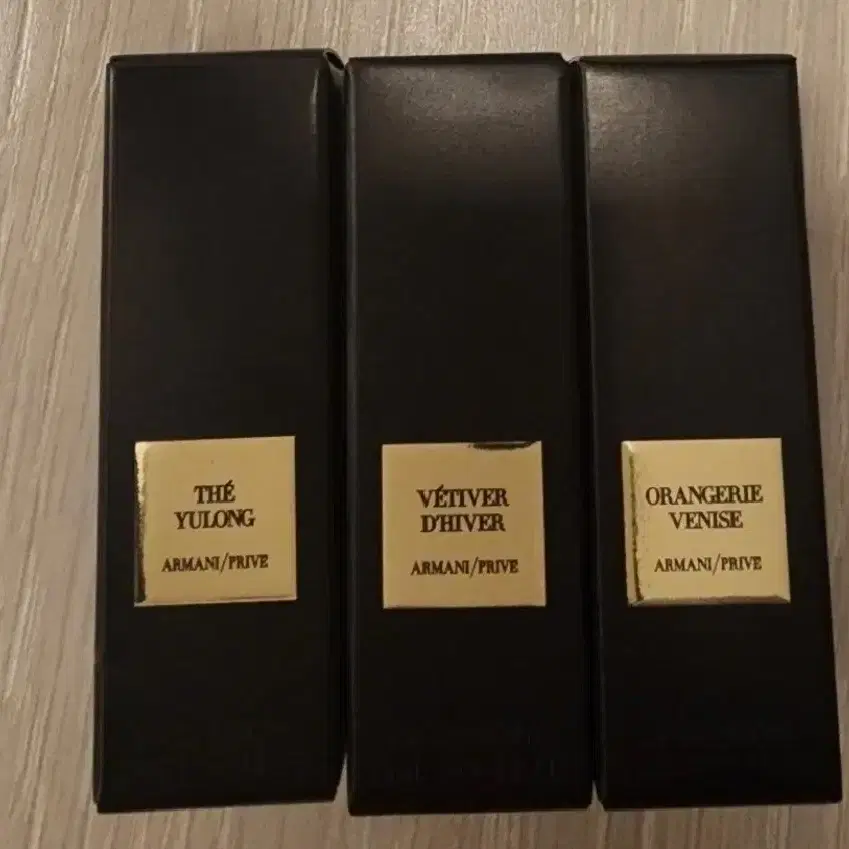 THÉ
YULONG
ARMANI/PRIVE
VÉTIVER
D'HIVER
ARMANI/PRIVE
ORANGERIE
VENISE
ARMANI/PRIVE